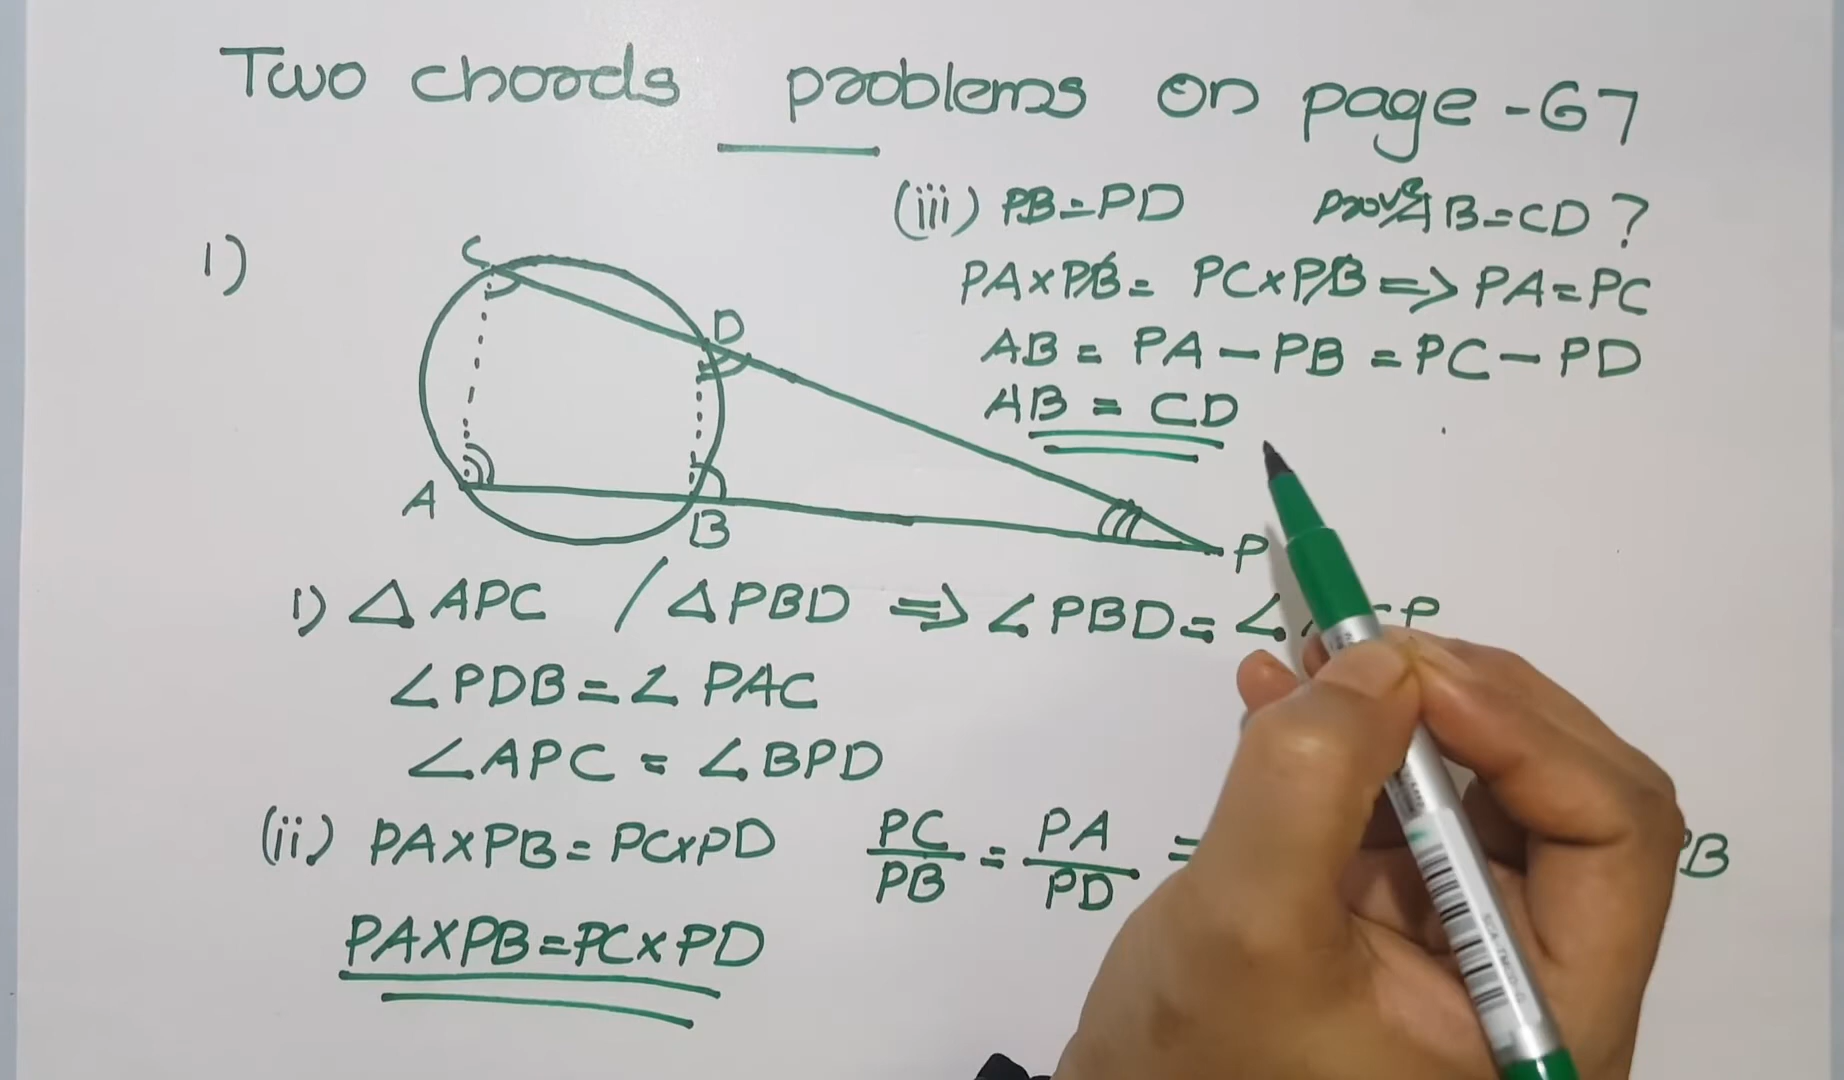 Two chords problems on page - 67
(iii) PB = PD prove AB = CD ?
1)
PA x PB = PC x PB => PA = PC
AB = PA - PB = PC - PD
AB = CD
C
D
A
B
P
1) △ APC / △PBD => ∠PBD = ∠
∠PDB = ∠ PAC
∠APC = ∠BPD
(ii) PA x PB = PC x PD PC/PB = PA/PD =
PA X PB = PC x PD